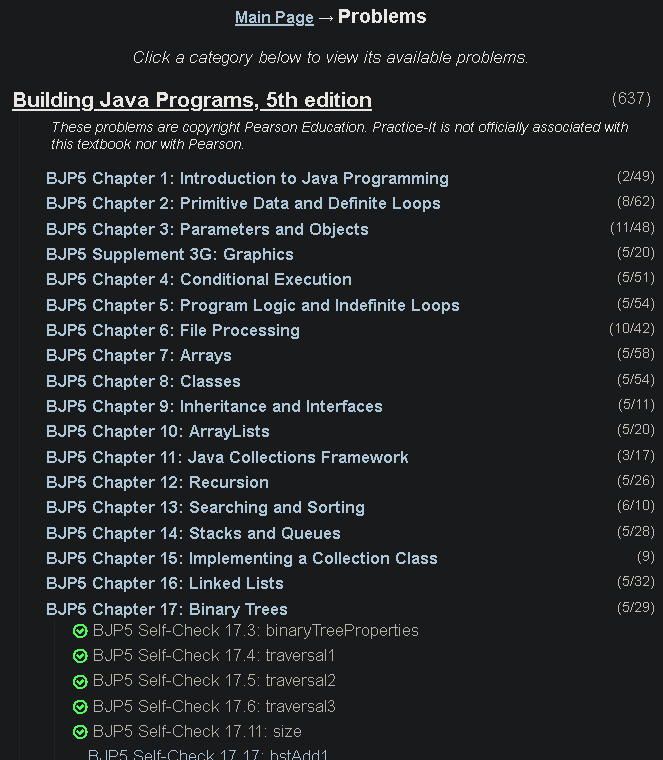 Main Page → Problems
Click a category below to view its available problems.
Building Java Programs, 5th edition (637)
These problems are copyright Pearson Education. Practice-It is not officially associated with
this textbook nor with Pearson.
BJP5 Chapter 1: Introduction to Java Programming (2/49)
BJP5 Chapter 2: Primitive Data and Definite Loops (8/62)
BJP5 Chapter 3: Parameters and Objects (11/48)
BJP5 Supplement 3G: Graphics (5/20)
BJP5 Chapter 4: Conditional Execution (5/51)
BJP5 Chapter 5: Program Logic and Indefinite Loops (5/54)
BJP5 Chapter 6: File Processing (10/42)
BJP5 Chapter 7: Arrays (5/58)
BJP5 Chapter 8: Classes (5/54)
BJP5 Chapter 9: Inheritance and Interfaces (5/11)
BJP5 Chapter 10: ArrayLists (5/20)
BJP5 Chapter 11: Java Collections Framework (3/17)
BJP5 Chapter 12: Recursion (5/26)
BJP5 Chapter 13: Searching and Sorting (6/10)
BJP5 Chapter 14: Stacks and Queues (5/28)
BJP5 Chapter 15: Implementing a Collection Class (9)
BJP5 Chapter 16: Linked Lists (5/32)
BJP5 Chapter 17: Binary Trees (5/29)
BJP5 Self-Check 17.3: binaryTreeProperties
BJP5 Self-Check 17.4: traversal1
BJP5 Self-Check 17.5: traversal2
BJP5 Self-Check 17.6: traversal3
BJP5 Self-Check 17.11: size
BJP5 Self-Check 17.17: bstAdd1